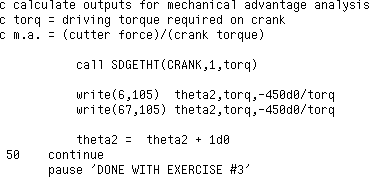 c calculate outputs for mechanical advantage analysis
c torq = driving torque required on crank
c m.a. = (cutter force)/(crank torque)
call SDGETHT(CRANK,1,torq)
write(6,105) theta2,torq,-450d0/torq
write(67,105) theta2,torq,-450d0/torq
theta2 = theta2 + 1d0
50 continue
pause 'DONE WITH EXERCISE #3'